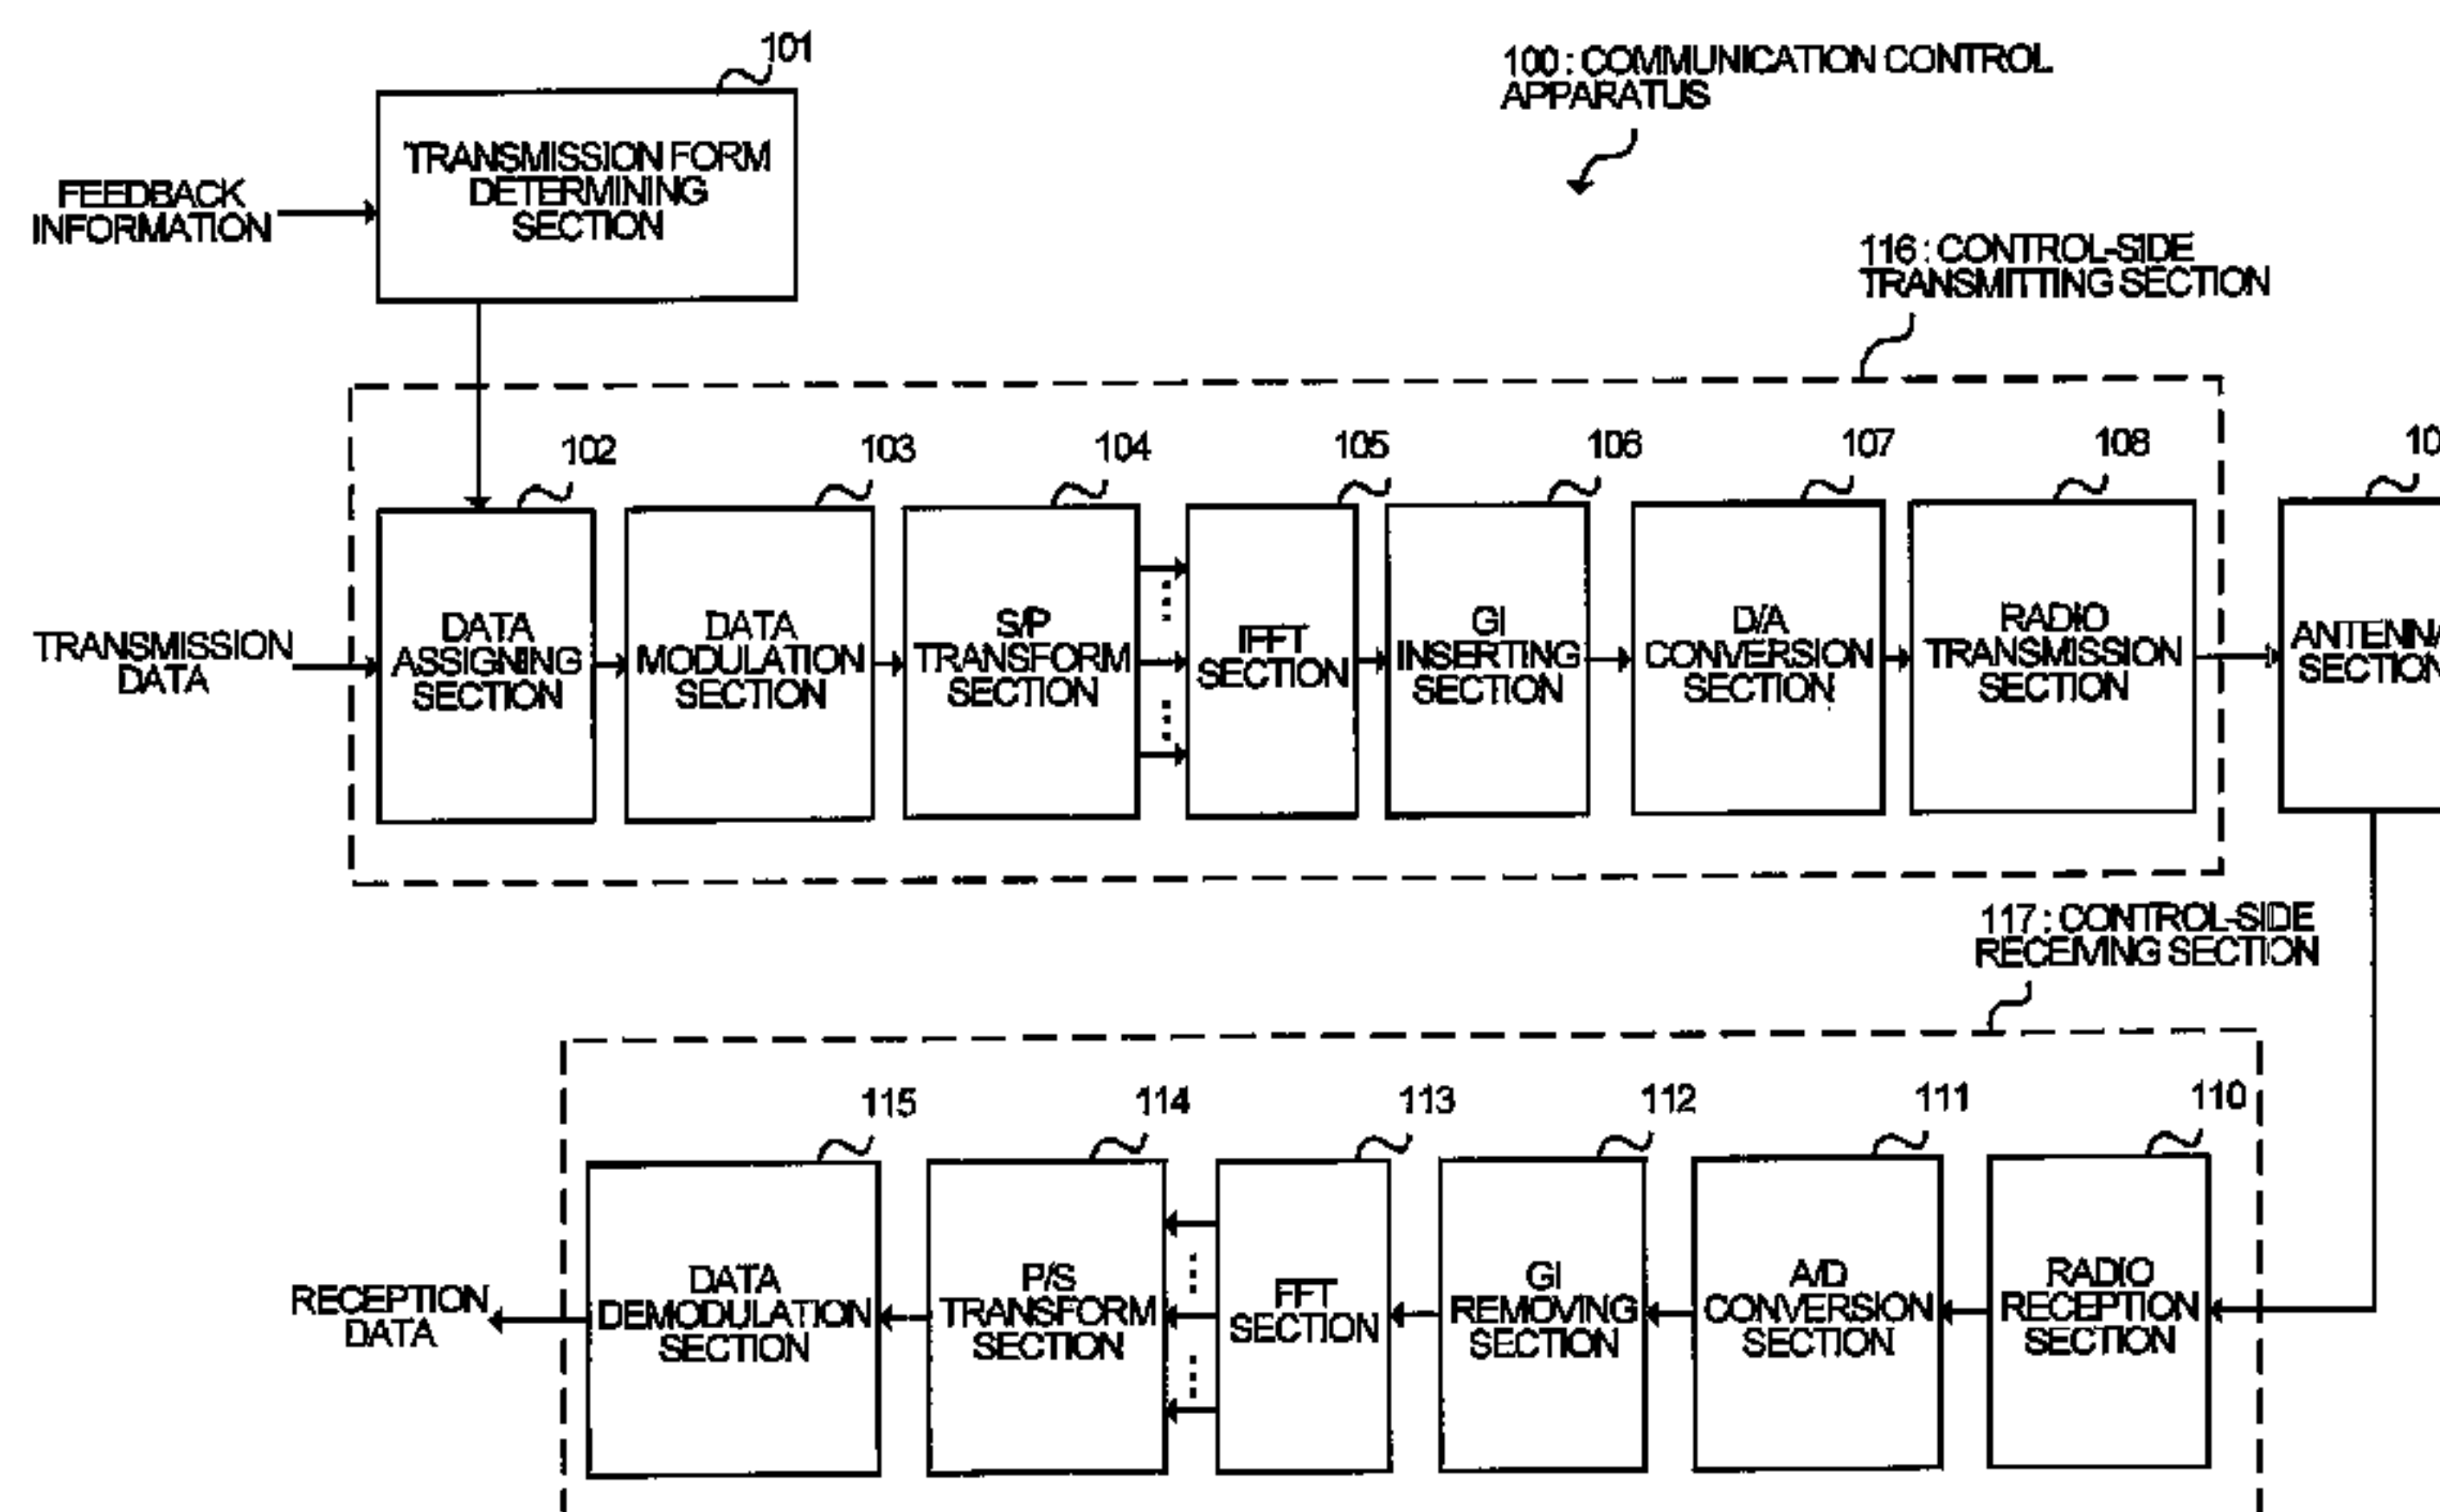 101
100 : COMMUNICATION CONTROL
APPARATUS
TRANSMISSION FORM
DETERMINING
SECTION
FEEDBACK
INFORMATION
116 : CONTROL-SIDE
TRANSMITTING SECTION
102
103
104
105
106
107
108
10
TRANSMISSION
DATA
DATA
ASSIGNING
SECTION
DATA
MODULATION
SECTION
S/P
TRANSFORM
SECTION
IFFT
SECTION
GI
INSERTING
SECTION
D/A
CONVERSION
SECTION
RADIO
TRANSMISSION
SECTION
ANTENNA
SECTION
117 : CONTROL-SIDE
RECEIVING SECTION
115
114
113
112
111
110
RECEPTION
DATA
DATA
DEMODULATION
SECTION
P/S
TRANSFORM
SECTION
FFT
SECTION
GI
REMOVING
SECTION
A/D
CONVERSION
SECTION
RADIO
RECEPTION
SECTION